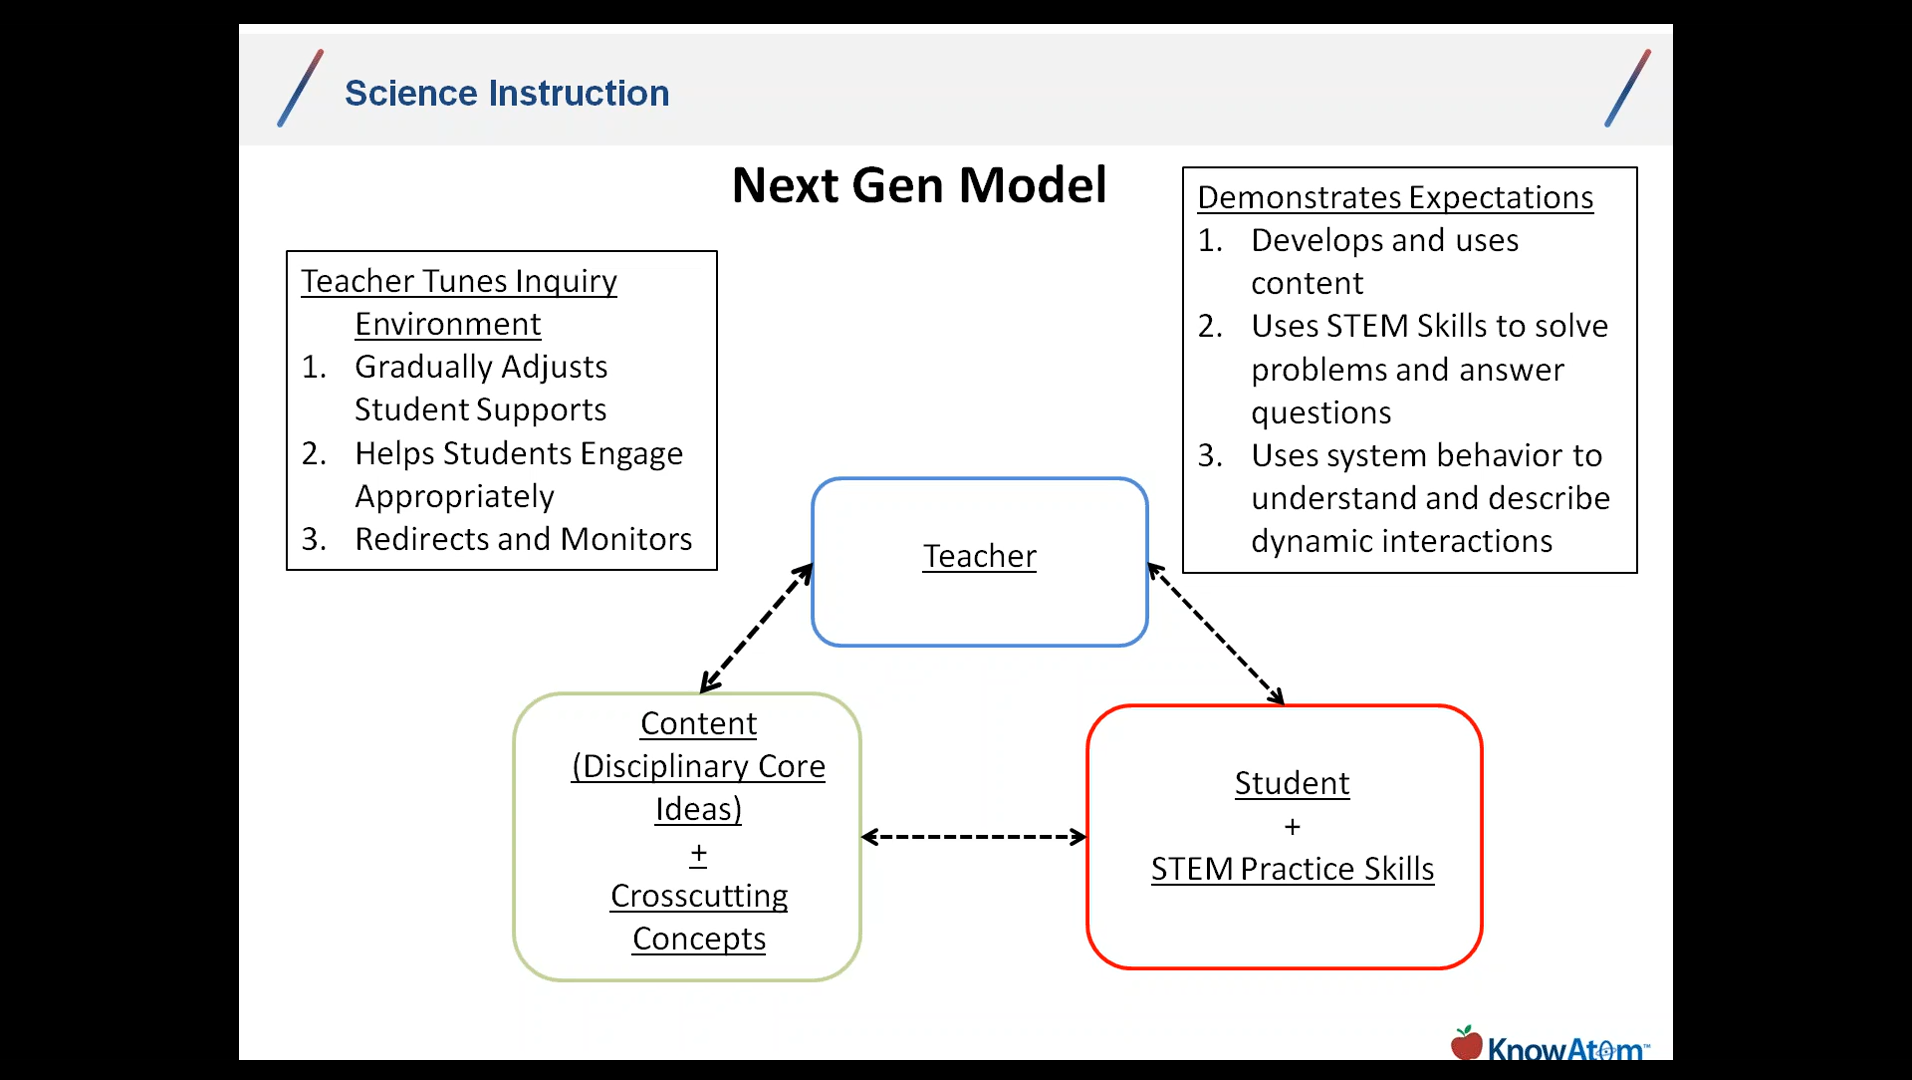 Science Instruction
Next Gen Model
Teacher Tunes Inquiry
Environment
1. Gradually Adjusts
Student Supports
2. Helps Students Engage
Appropriately
3. Redirects and Monitors
Demonstrates Expectations
1. Develops and uses
content
2. Uses STEM Skills to solve
problems and answer
questions
3. Uses system behavior to
understand and describe
dynamic interactions
Teacher
Content
(Disciplinary Core
Ideas)
+
Crosscutting
Concepts
Student
+
STEM Practice Skills
KnowAtom™